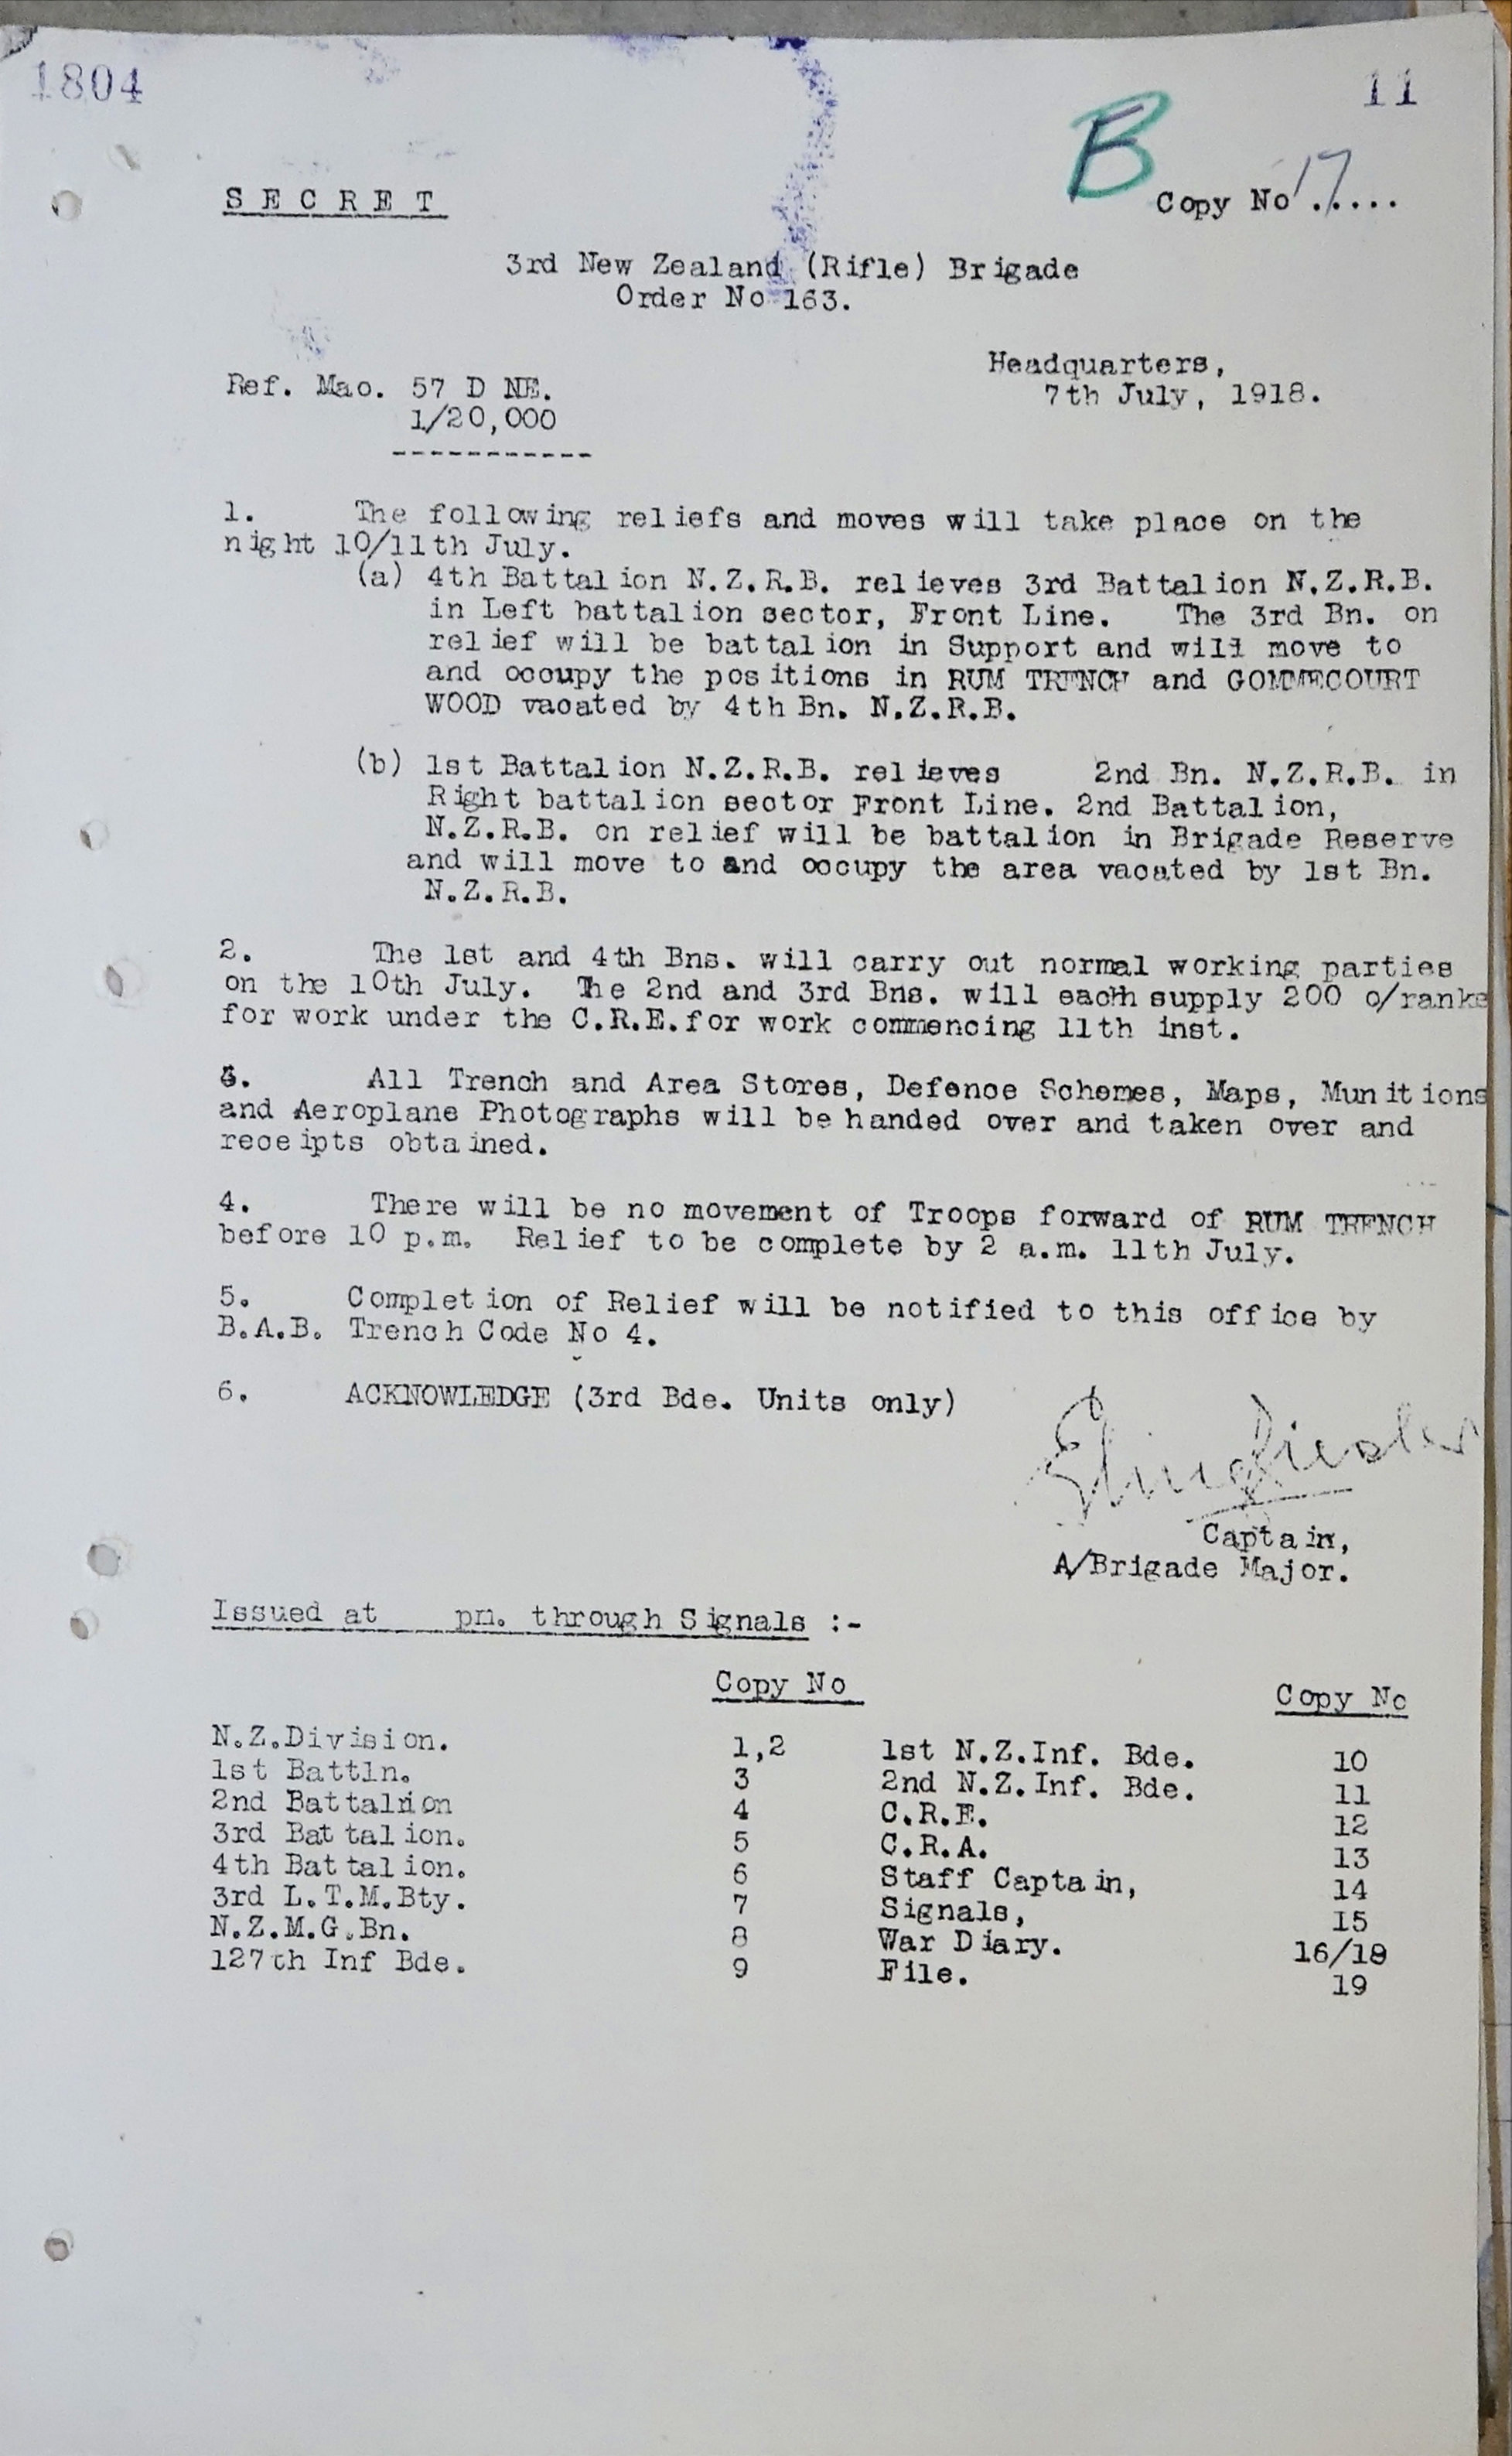 1804
11
B
SECRET
Copy No 17.....
3rd New Zealand (Rifle) Brigade
Order No 163.
Headquarters,
7th July, 1918.
Ref. Mao. 57 D NE.
1/20,000
-----------
1. The following reliefs and moves will take place on the
night 10/11th July.
(a) 4th Battalion N.Z.R.B. relieves 3rd Battalion N.Z.R.B.
in Left battalion sector, Front Line. The 3rd Bn. on
relief will be battalion in Support and will move to
and occupy the positions in RUM TRENCH and GOMMECOURT
WOOD vacated by 4th Bn. N.Z.R.B.
(b) 1st Battalion N.Z.R.B. relieves 2nd Bn. N.Z.R.B. in
Right battalion sector Front Line. 2nd Battalion,
N.Z.R.B. on relief will be battalion in Brigade Reserve
and will move to and occupy the area vacated by 1st Bn.
N.Z.R.B.
2. The 1st and 4th Bns. will carry out normal working parties
on the 10th July. The 2nd and 3rd Bns. will each supply 200 o/ranks
for work under the C.R.E.for work commencing 11th inst.
3. All Trench and Area Stores, Defence Schemes, Maps, Munitions
and Aeroplane Photographs will be handed over and taken over and
receipts obtained.
4. There will be no movement of Troops forward of RUM TRENCH
before 10 p.m. Relief to be complete by 2 a.m. 11th July.
5. Completion of Relief will be notified to this office by
B.A.B. Trench Code No 4.
6. ACKNOWLEDGE (3rd Bde. Units only)
Captain,
A/Brigade Major.
Issued at pm. through Signals :-
Copy No Copy No
N.Z.Division. 1,2 1st N.Z.Inf. Bde. 10
1st Battln. 3 2nd N.Z.Inf. Bde. 11
2nd Battalion 4 C.R.E. 12
3rd Battalion. 5 C.R.A. 13
4th Battalion. 6 Staff Captain, 14
3rd L.T.M.Bty. 7 Signals, 15
N.Z.M.G.Bn. 8 War Diary. 16/18
127th Inf Bde. 9 File. 19